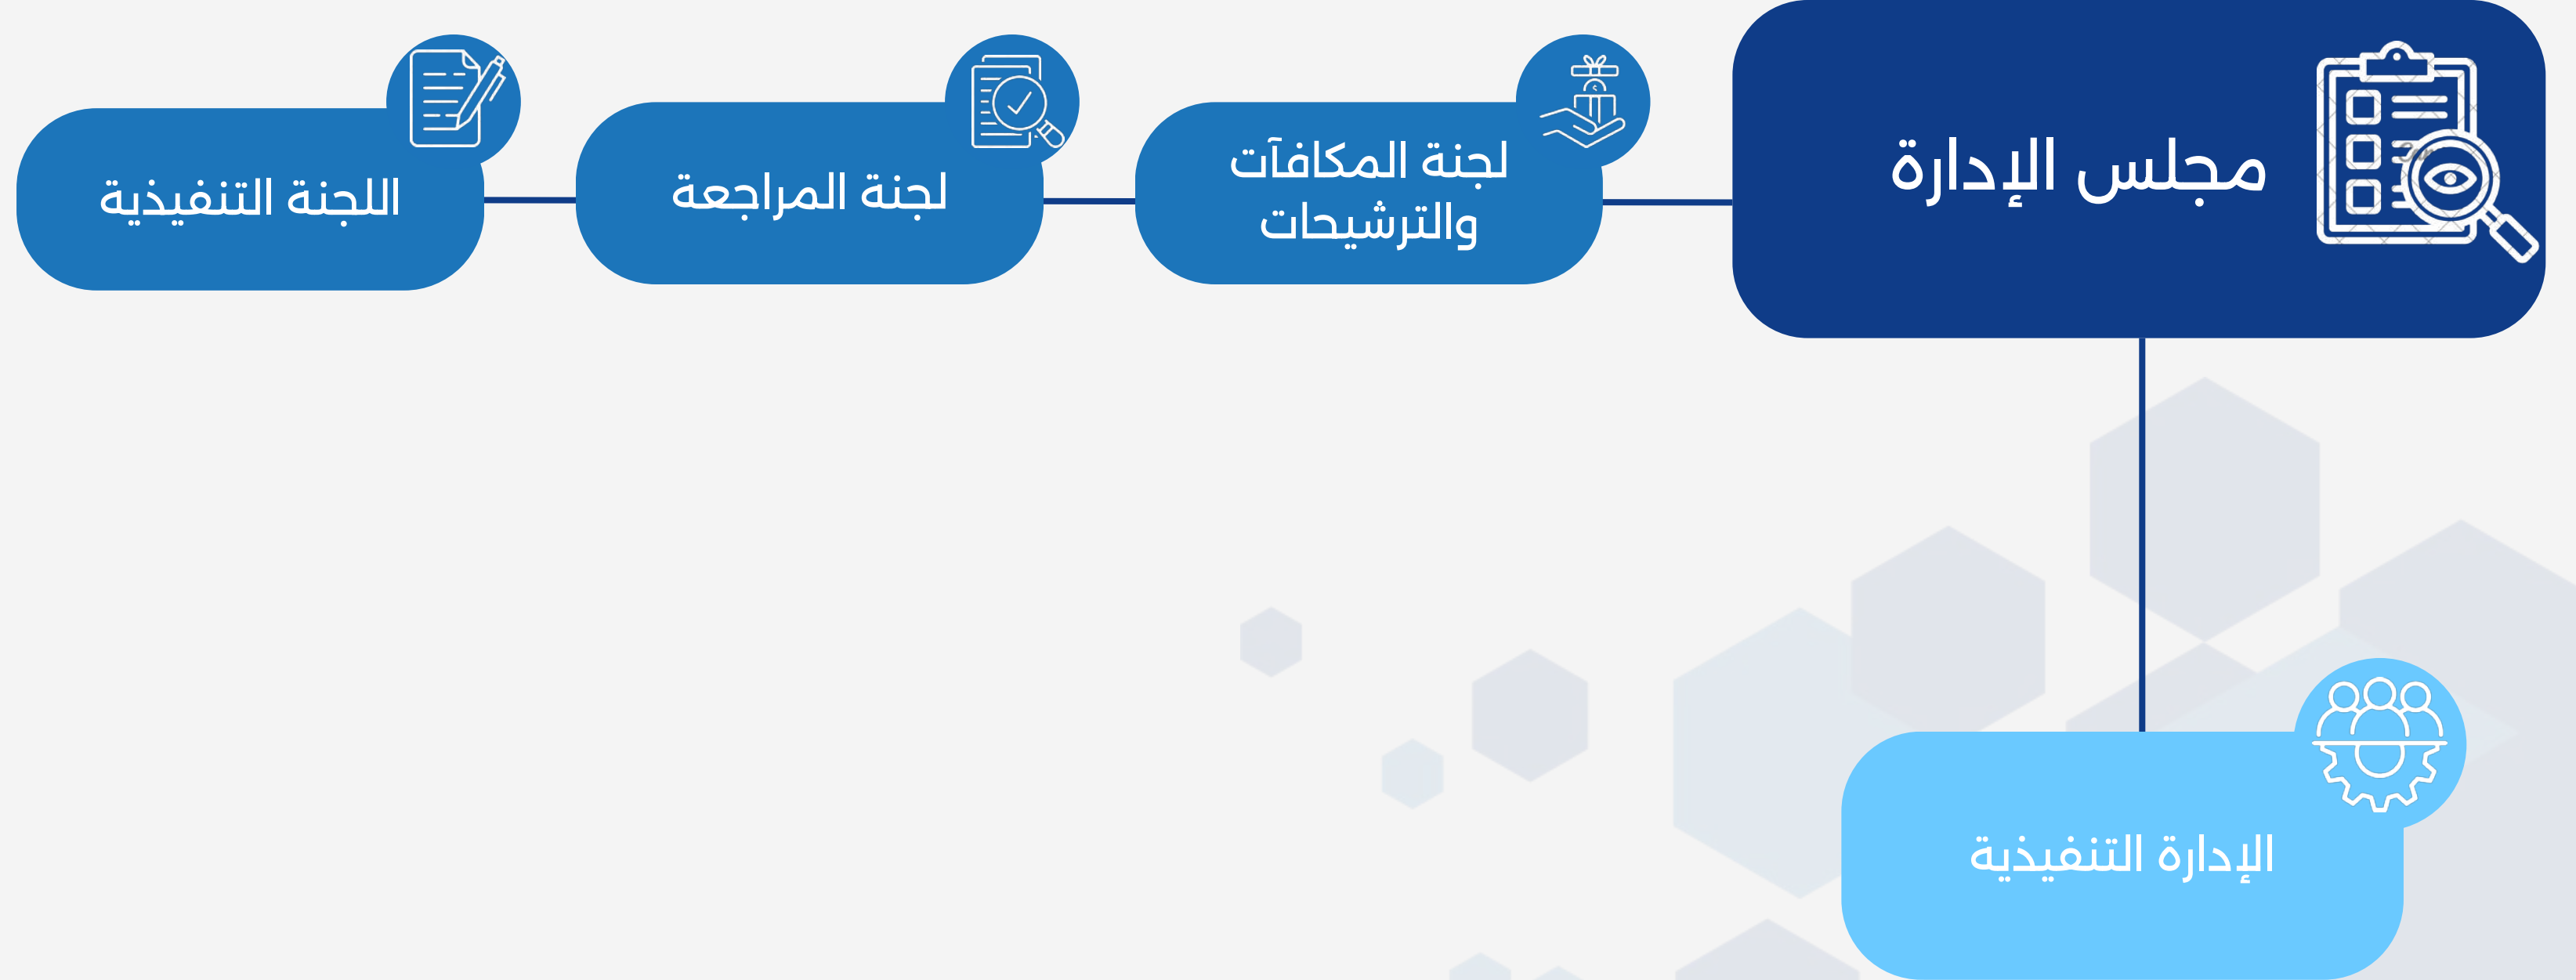 مجلس الإدارة
لجنة المكافآت
والترشيحات
لجنة المراجعة
اللجنة التنفيذية
الإدارة التنفيذية